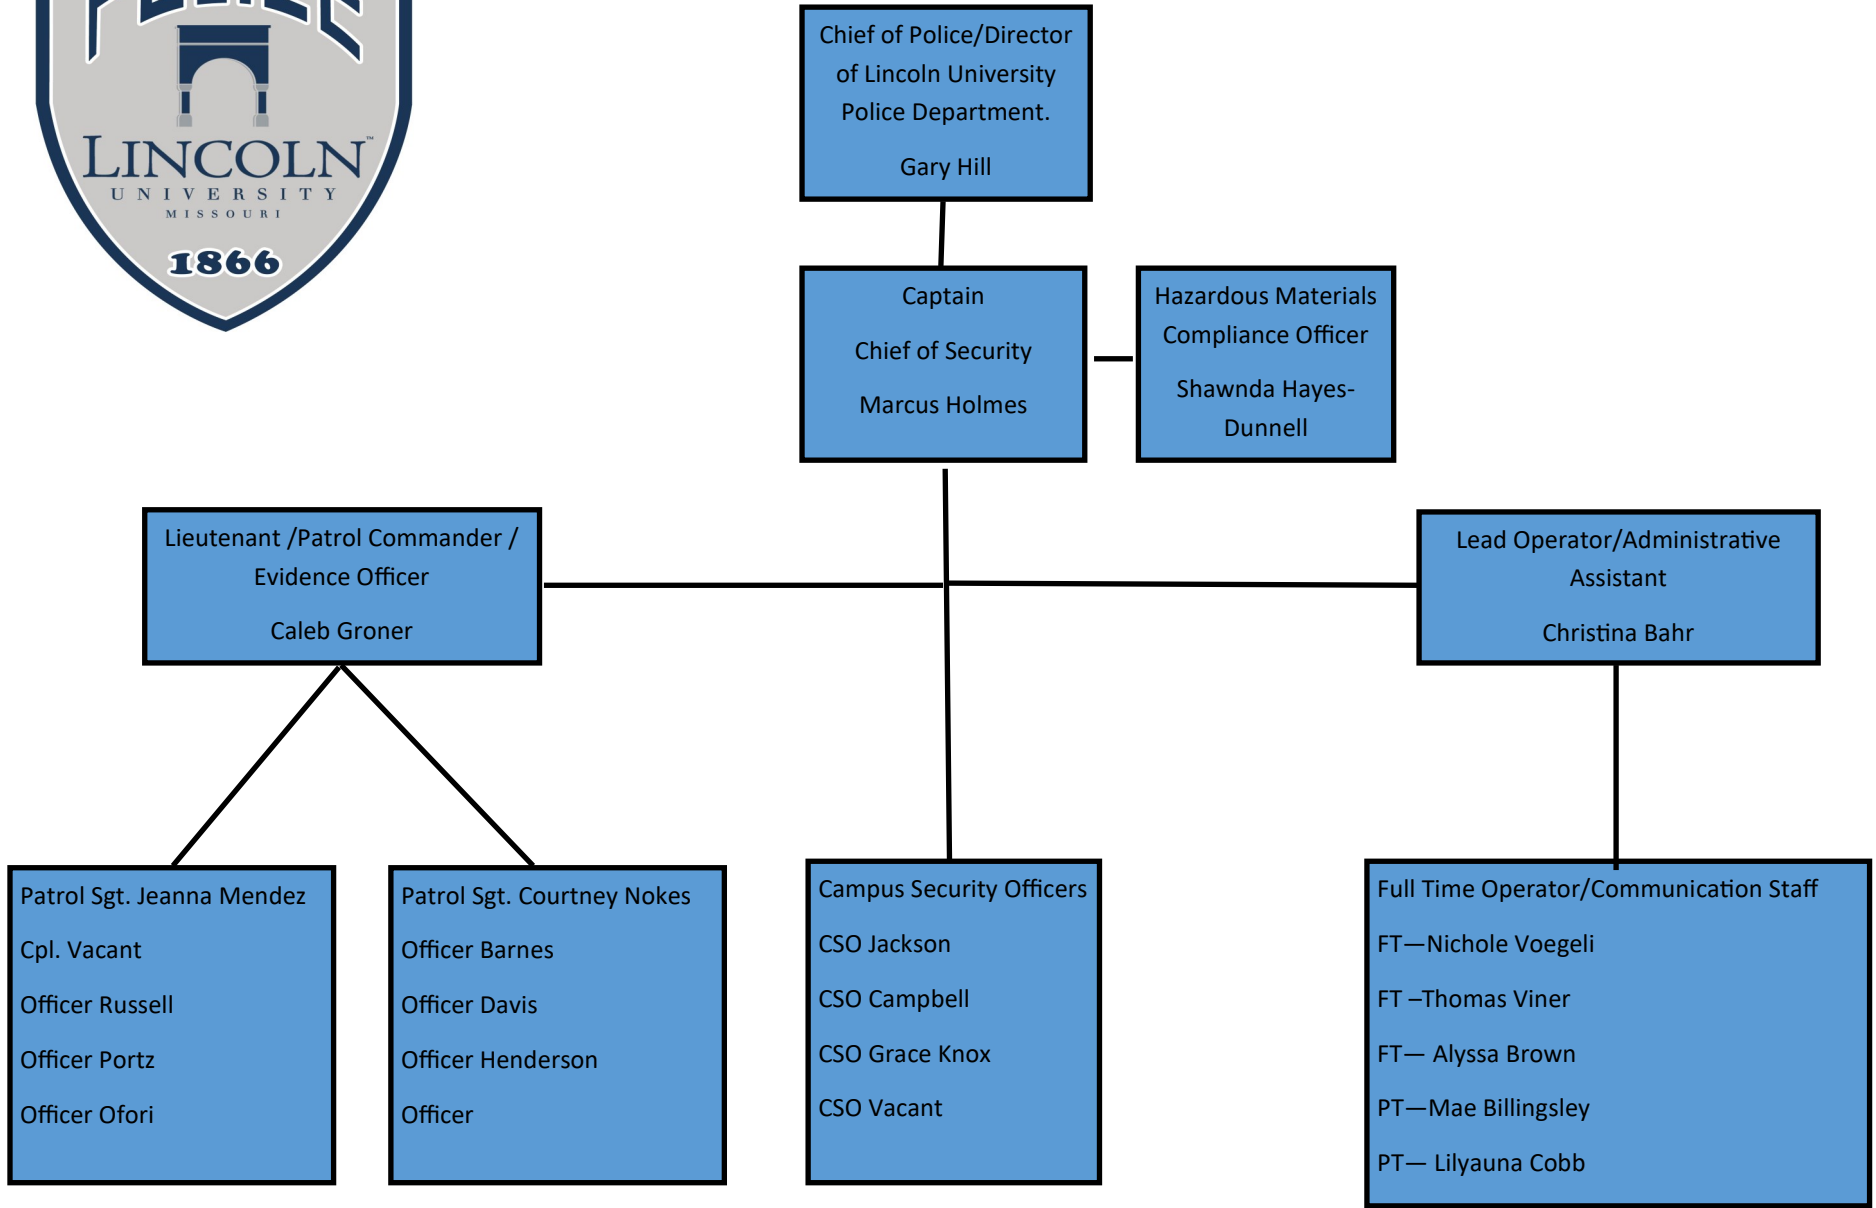 POLICE
LINCOLN™
UNIVERSITY
MISSOURI
1866
Chief of Police/Director
of Lincoln University
Police Department.
Gary Hill
Captain
Chief of Security
Marcus Holmes
Hazardous Materials
Compliance Officer
Shawnda Hayes-
Dunnell
Lieutenant /Patrol Commander /
Evidence Officer
Caleb Groner
Lead Operator/Administrative
Assistant
Christina Bahr
Patrol Sgt. Jeanna Mendez
Cpl. Vacant
Officer Russell
Officer Portz
Officer Ofori
Patrol Sgt. Courtney Nokes
Officer Barnes
Officer Davis
Officer Henderson
Officer
Campus Security Officers
CSO Jackson
CSO Campbell
CSO Grace Knox
CSO Vacant
Full Time Operator/Communication Staff
FT—Nichole Voegeli
FT –Thomas Viner
FT— Alyssa Brown
PT—Mae Billingsley
PT— Lilyauna Cobb